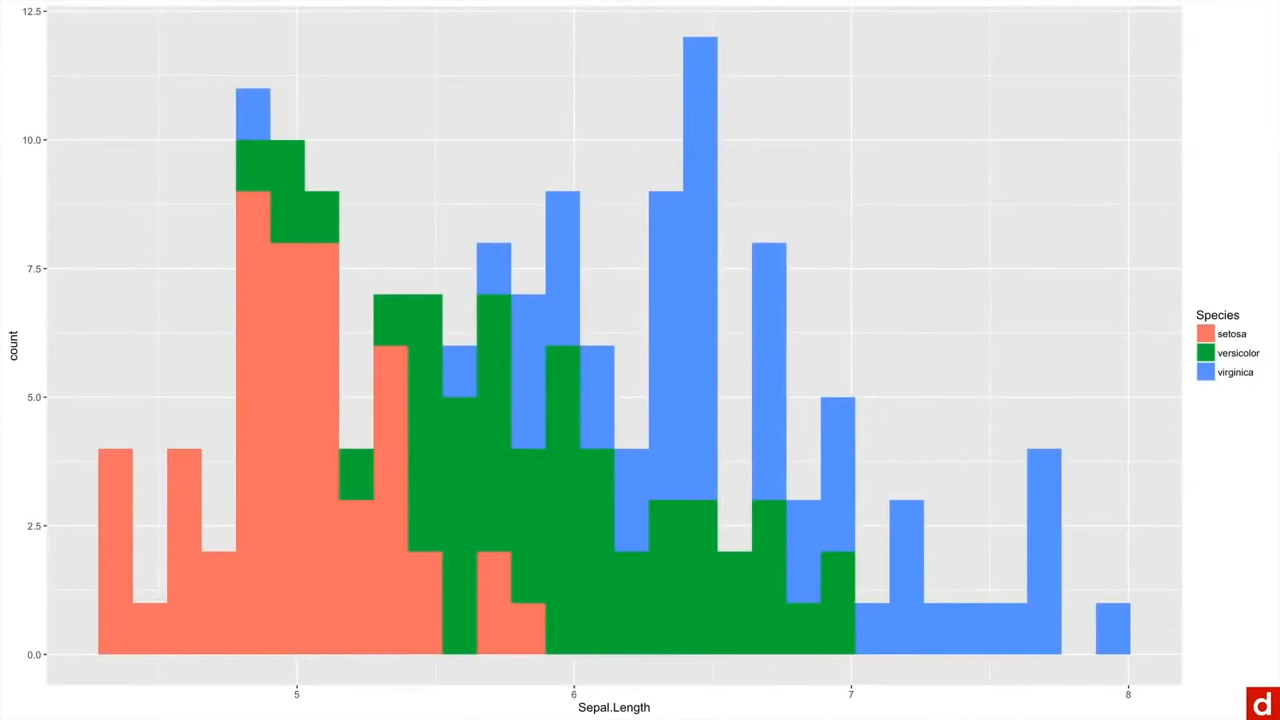 12.5
10.0
7.5
5.0
2.5
0.0
count
5 6 7 8
Sepal.Length
Species
setosa
versicolor
virginica
d